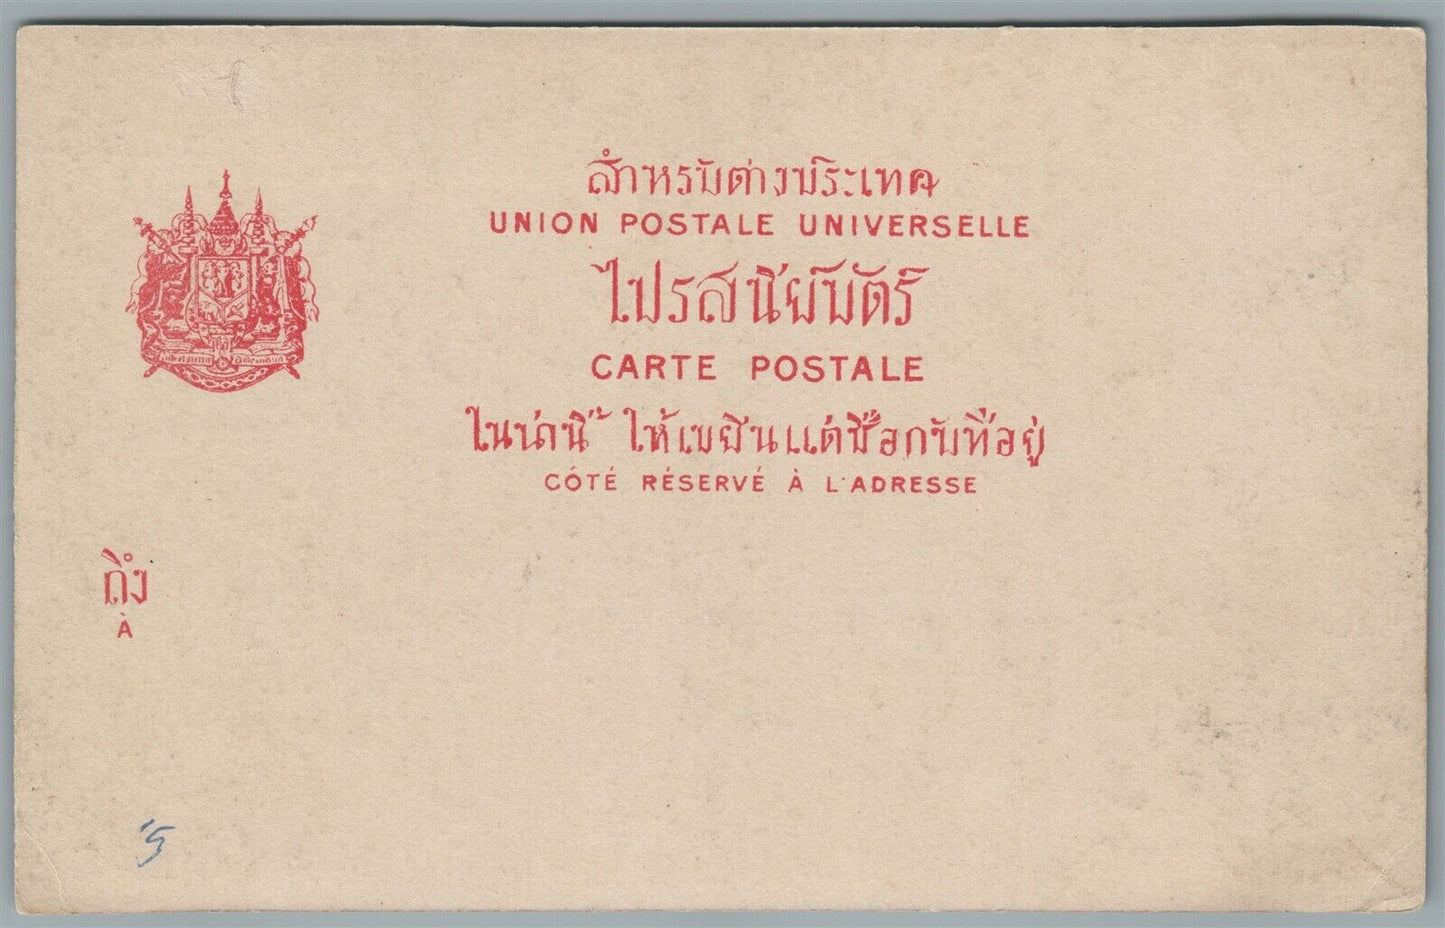 สำหรับต่างประเทศ
UNION POSTALE UNIVERSELLE
ไปรสนีย์บัตร์
CARTE POSTALE
ในน่านี้ ให้เขียนแต่ชื่อกับที่อยู่
CÔTÉ RÉSERVÉ À L'ADRESSE
ถึง
À